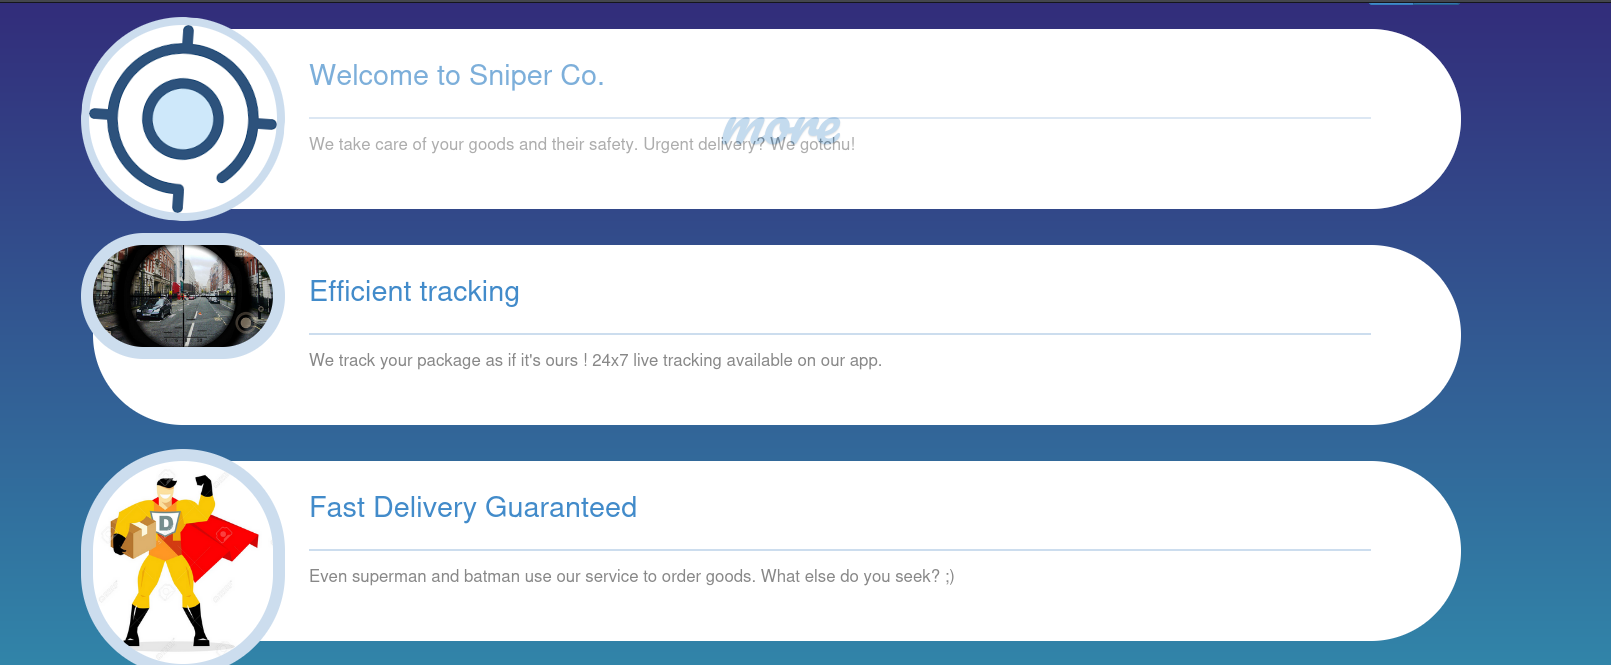 Welcome to Sniper Co.
more
We take care of your goods and their safety. Urgent delivery? We gotchu!
Efficient tracking
We track your package as if it's ours ! 24x7 live tracking available on our app.
Fast Delivery Guaranteed
D
Even superman and batman use our service to order goods. What else do you seek? ;)